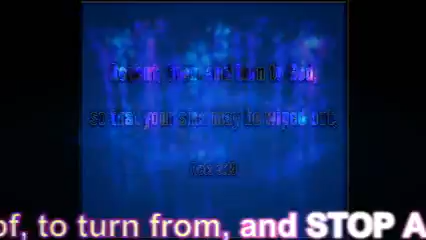 Repent, then, and turn to God,
so that your sins may be wiped out
of, to turn from, and STOP A